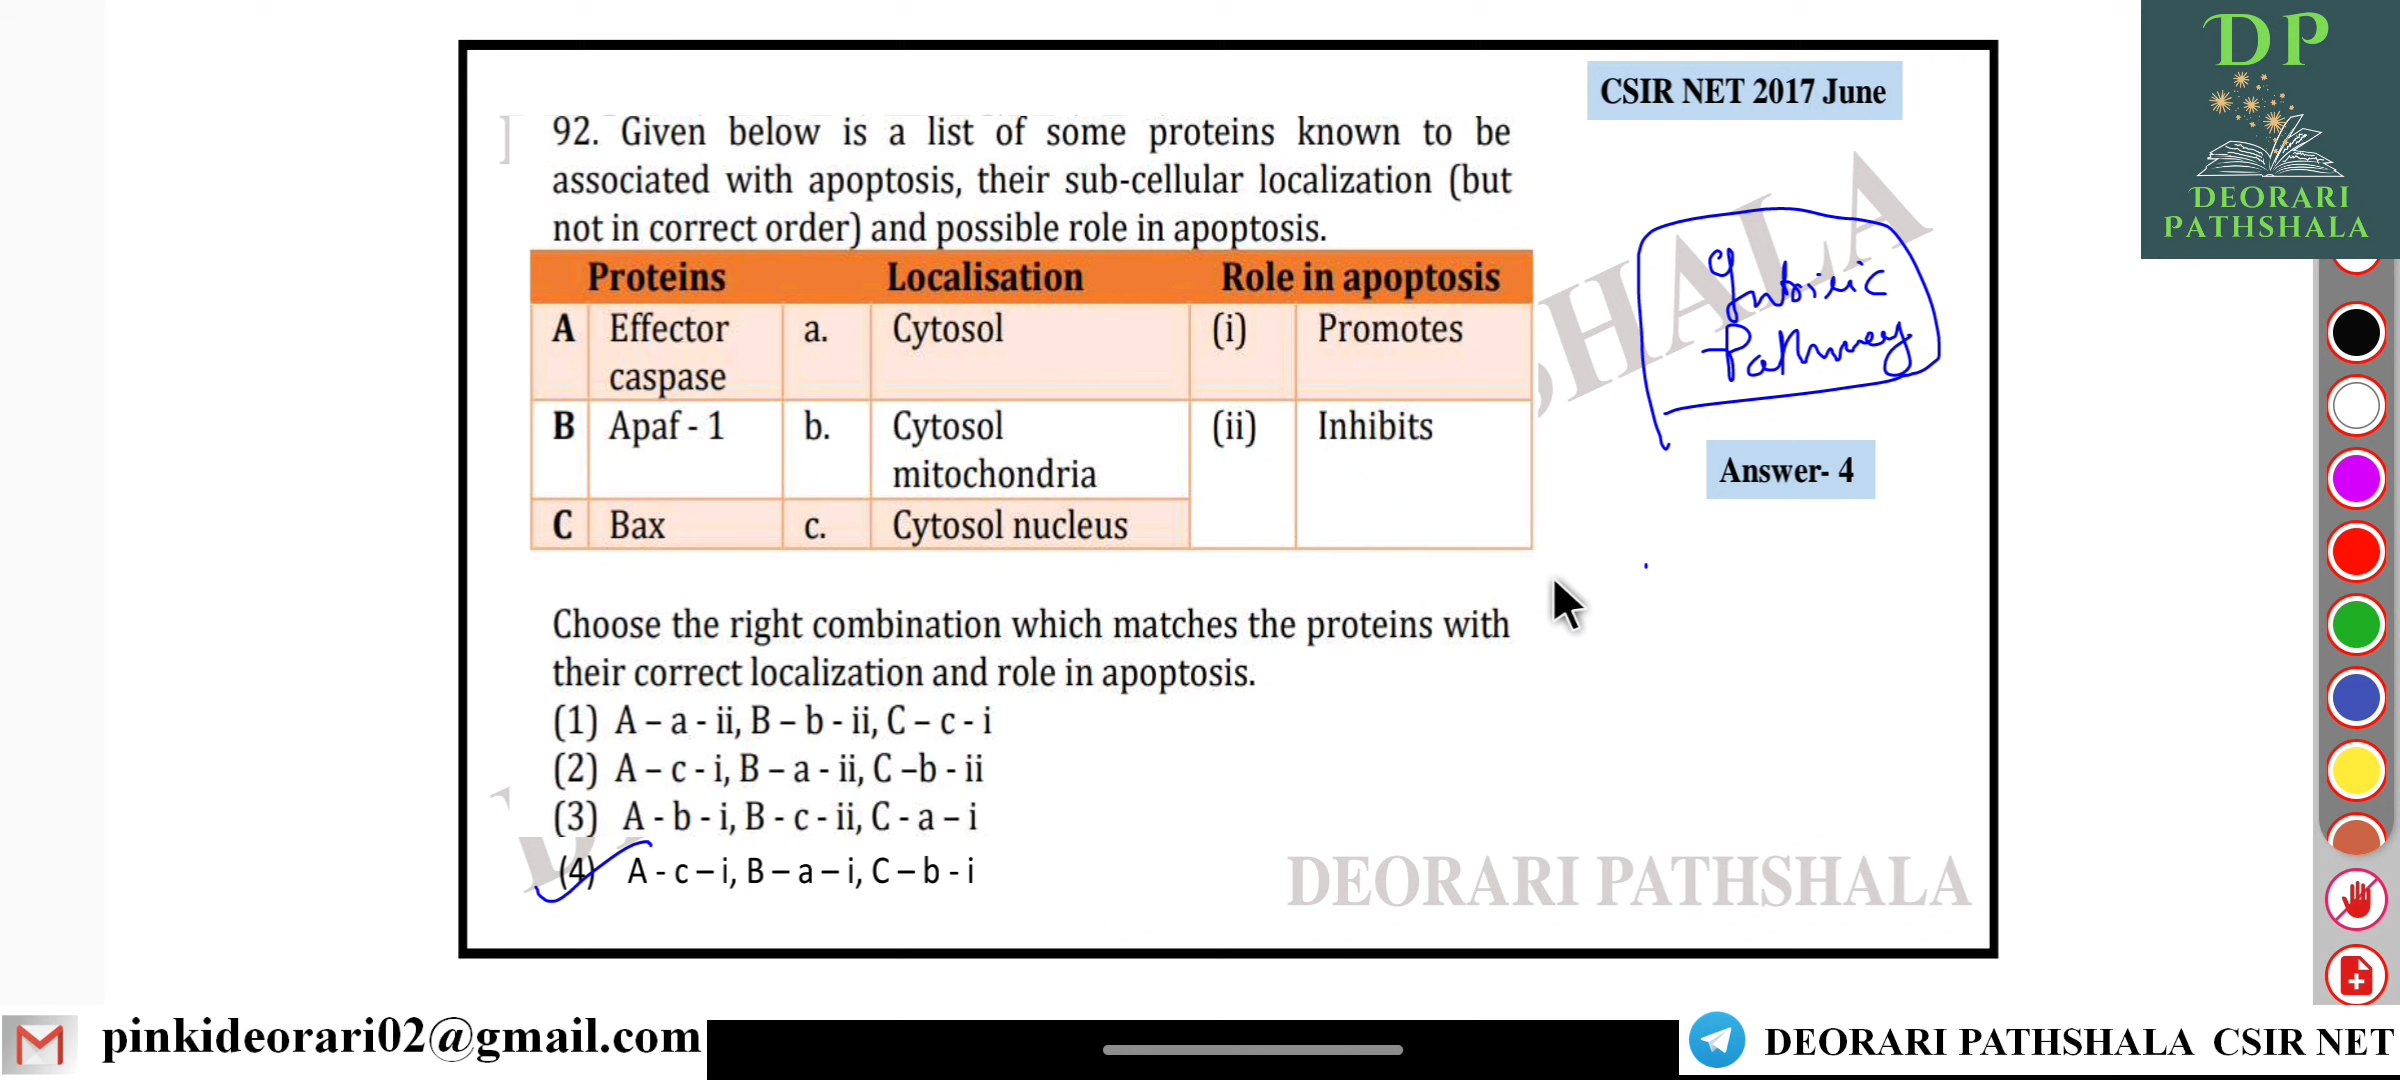 DP
DEORARI
PATHSHALA
CSIR NET 2017 June
92. Given below is a list of some proteins known to be
associated with apoptosis, their sub-cellular localization (but
not in correct order) and possible role in apoptosis.
Proteins Localisation Role in apoptosis
A Effector caspase a. Cytosol (i) Promotes
B Apaf - 1 b. Cytosol mitochondria (ii) Inhibits
C Bax c. Cytosol nucleus
Intrinsic
Pathway
Answer- 4
Choose the right combination which matches the proteins with
their correct localization and role in apoptosis.
(1) A – a - ii, B – b - ii, C – c - i
(2) A – c - i, B – a - ii, C –b - ii
(3) A - b - i, B - c - ii, C - a – i
(4) A - c – i, B – a – i, C – b - i
SHALA
DEORARI PATHSHALA
pinkideorari02@gmail.com
DEORARI PATHSHALA CSIR NET